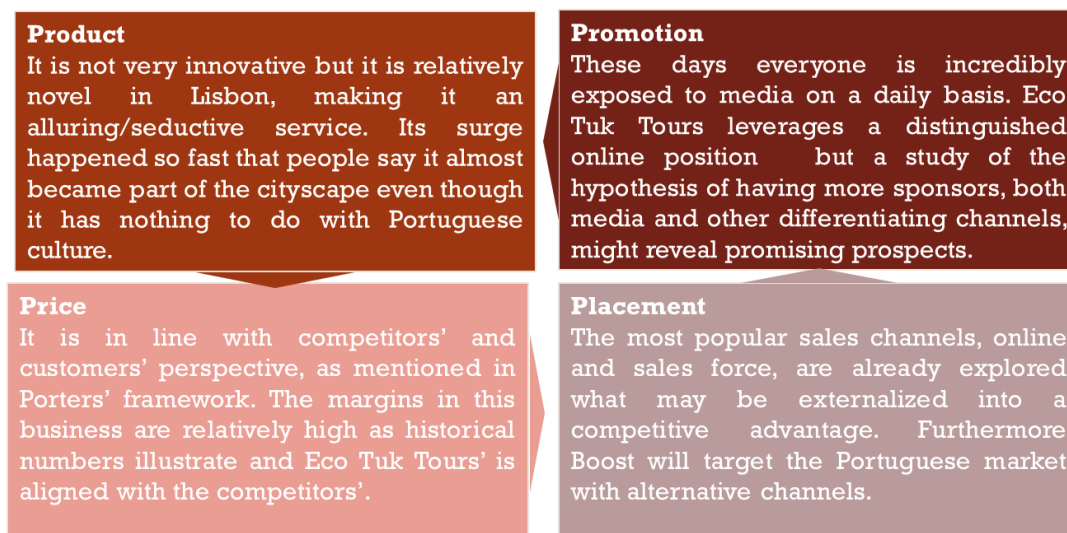 Product
It is not very innovative but it is relatively
novel in Lisbon, making it an
alluring/seductive service. Its surge
happened so fast that people say it almost
became part of the cityscape even though
it has nothing to do with Portuguese
culture.
Price
It is in line with competitors’ and
customers’ perspective, as mentioned in
Porters’ framework. The margins in this
business are relatively high as historical
numbers illustrate and Eco Tuk Tours’ is
aligned with the competitors’.
Placement
The most popular sales channels, online
and sales force, are already explored
what may be externalized into a
competitive advantage. Furthermore
Boost will target the Portuguese market
with alternative channels.
Promotion
These days everyone is incredibly
exposed to media on a daily basis. Eco
Tuk Tours leverages a distinguished
online position but a study of the
hypothesis of having more sponsors, both
media and other differentiating channels,
might reveal promising prospects.